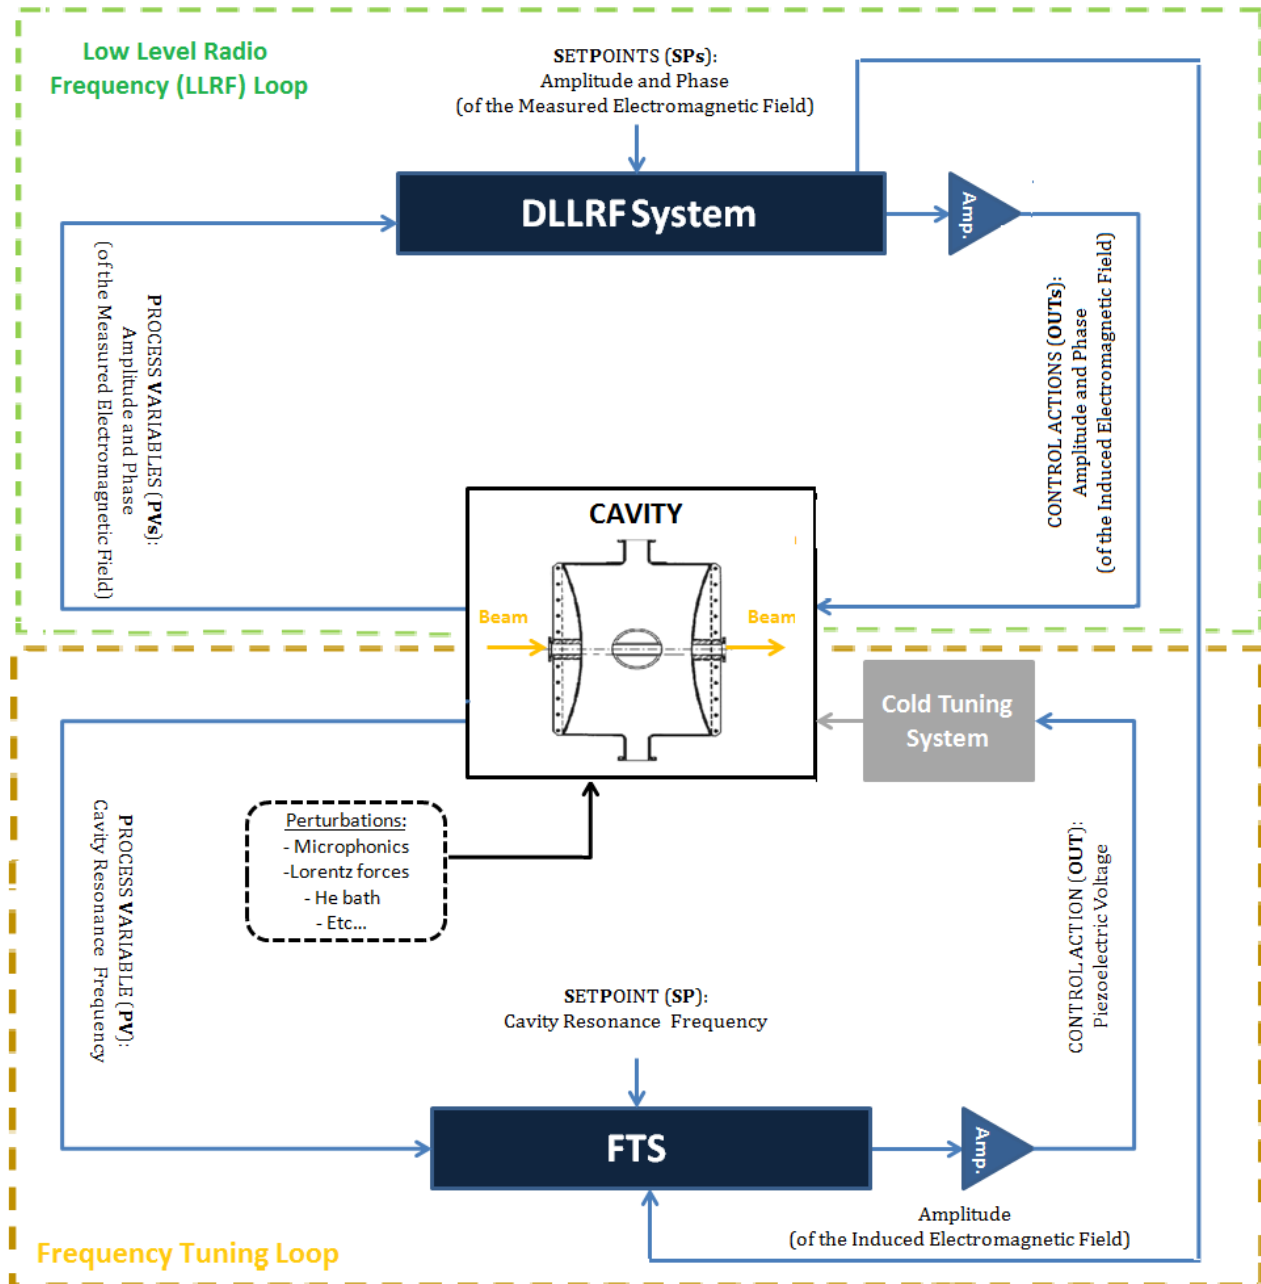 Low Level Radio
Frequency (LLRF) Loop
SETPOINTS (SPs):
Amplitude and Phase
(of the Measured Electromagnetic Field)
DLLRF System
Amp.
PROCESS VARIABLES (PVs):
Amplitude and Phase
(of the Measured Electromagnetic Field)
CONTROL ACTIONS (OUTs):
Amplitude and Phase
(of the Induced Electromagnetic Field)
CAVITY
Beam
Beam
Cold Tuning
System
Perturbations:
- Microphonics
-Lorentz forces
- He bath
- Etc...
PROCESS VARIABLE (PV):
Cavity Resonance Frequency
CONTROL ACTION (OUT):
Piezoelectric Voltage
SETPOINT (SP):
Cavity Resonance Frequency
FTS
Amp.
Amplitude
(of the Induced Electromagnetic Field)
Frequency Tuning Loop